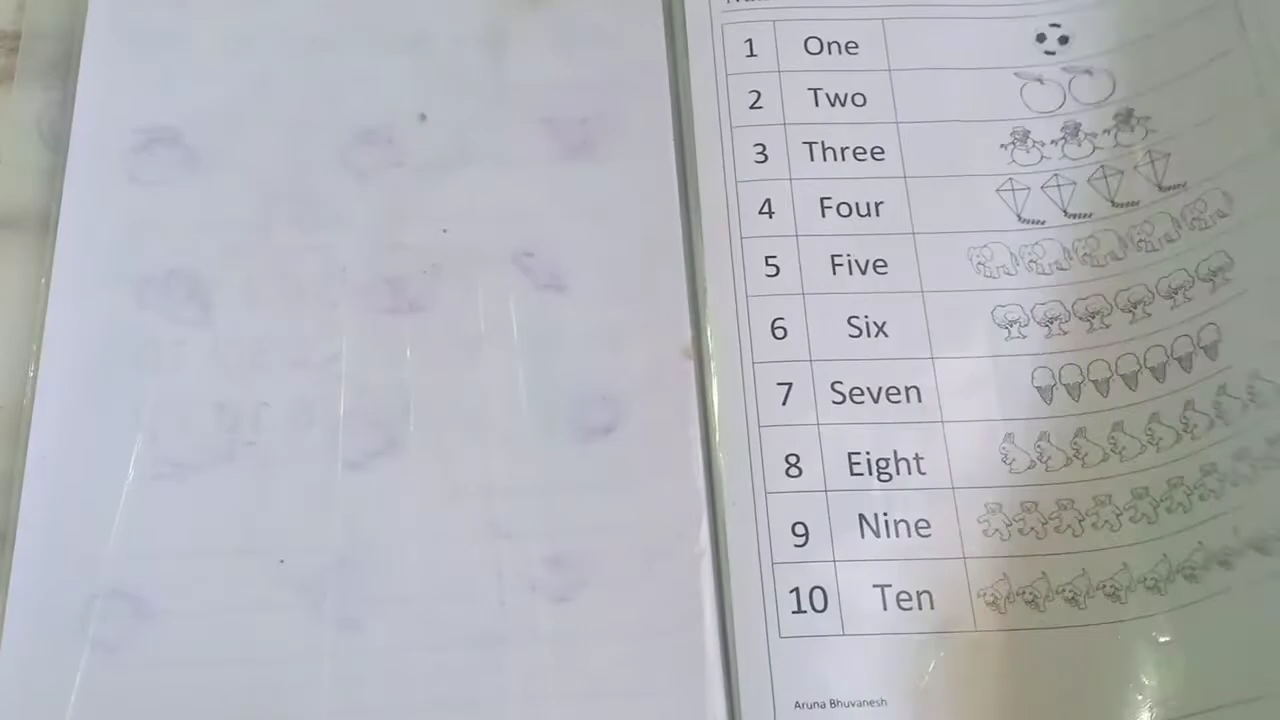 1 One
2 Two
3 Three
4 Four
5 Five
6 Six
7 Seven
8 Eight
9 Nine
10 Ten
Aruna Bhuvanesh